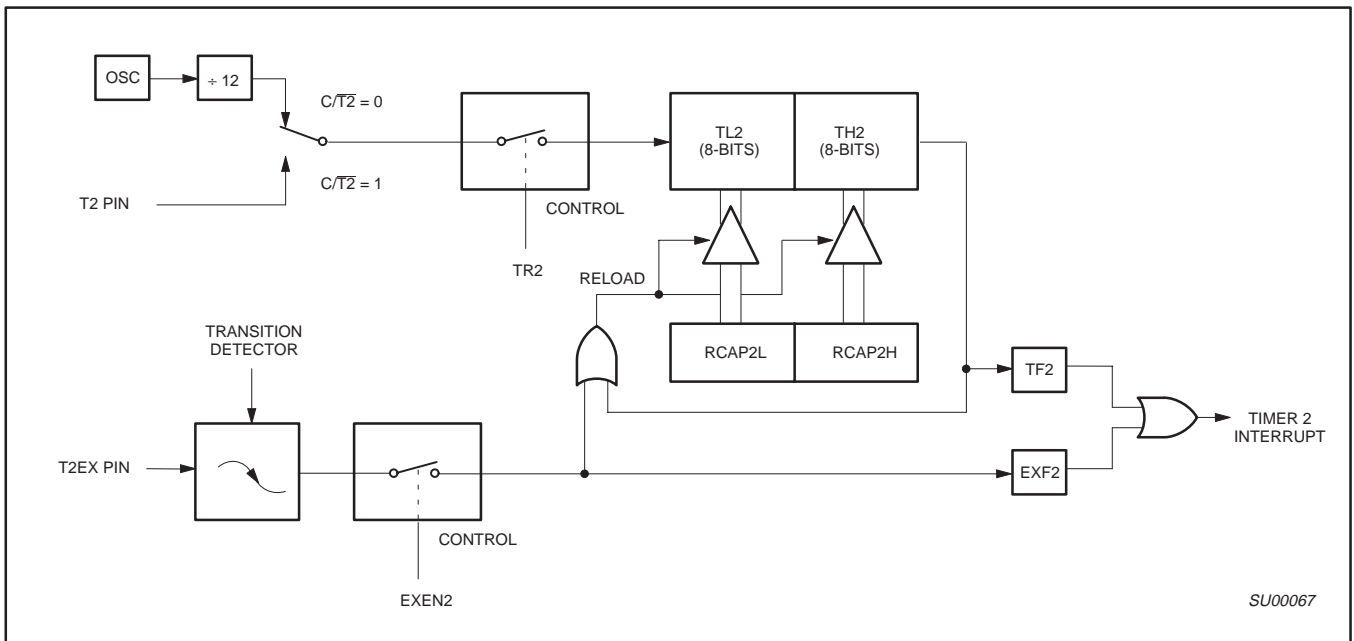 OSC
÷ 12
C/T2 = 0
C/T2 = 1
T2 PIN
CONTROL
TR2
TL2
(8-BITS)
TH2
(8-BITS)
RELOAD
TRANSITION
DETECTOR
RCAP2L
RCAP2H
TF2
TIMER 2
INTERRUPT
T2EX PIN
EXF2
CONTROL
EXEN2
SU00067